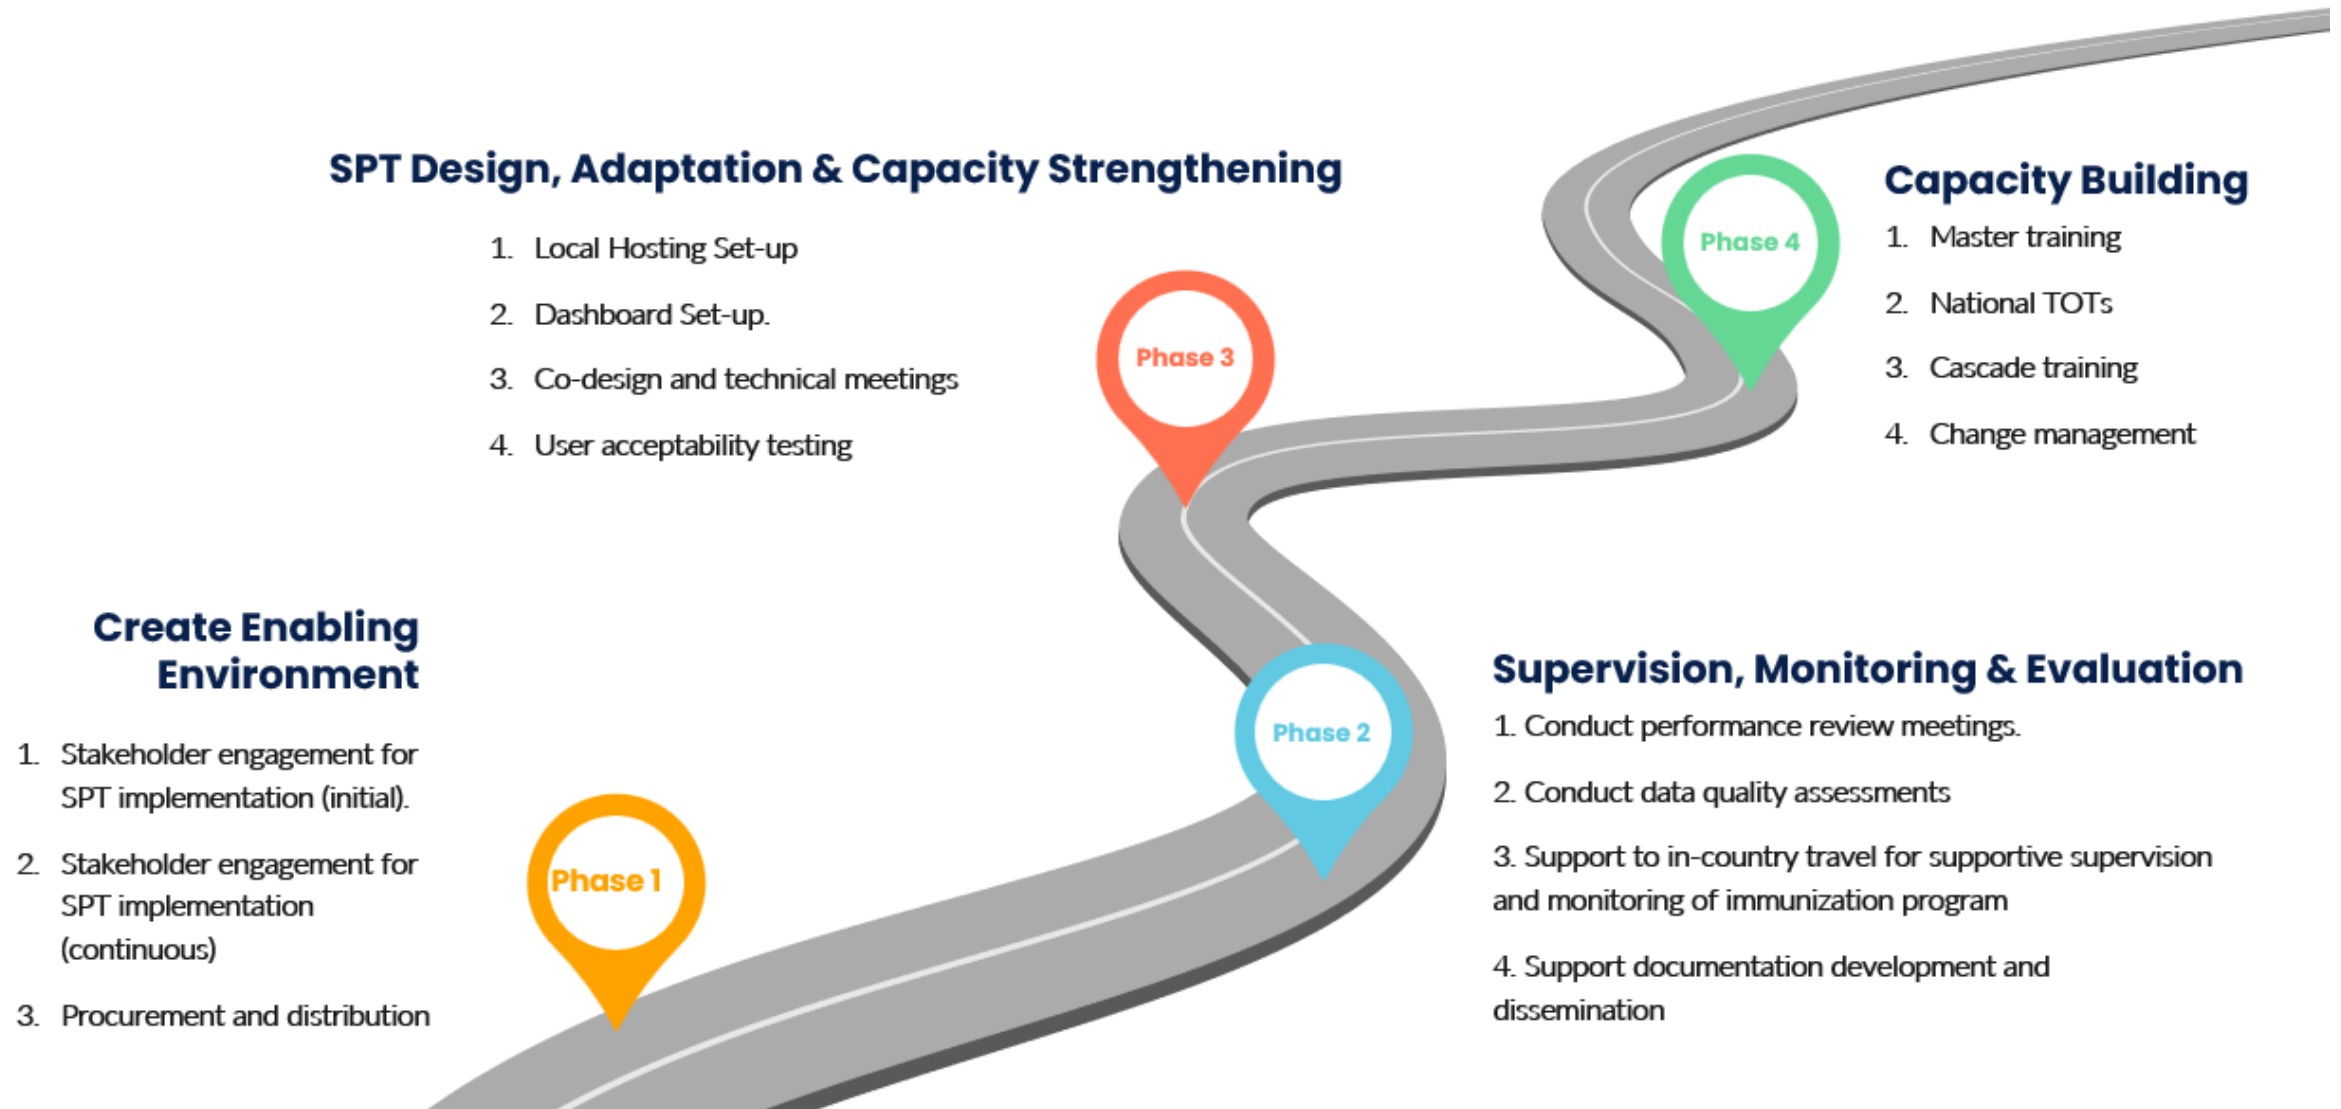 SPT Design, Adaptation & Capacity Strengthening
1. Local Hosting Set-up
2. Dashboard Set-up.
3. Co-design and technical meetings
4. User acceptability testing
Phase 3
Phase 4
Capacity Building
1. Master training
2. National TOTs
3. Cascade training
4. Change management
Create Enabling
Environment
1. Stakeholder engagement for
SPT implementation (initial).
2. Stakeholder engagement for
SPT implementation
(continuous)
3. Procurement and distribution
Phase 1
Phase 2
Supervision, Monitoring & Evaluation
1. Conduct performance review meetings.
2. Conduct data quality assessments
3. Support to in-country travel for supportive supervision
and monitoring of immunization program
4. Support documentation development and
dissemination